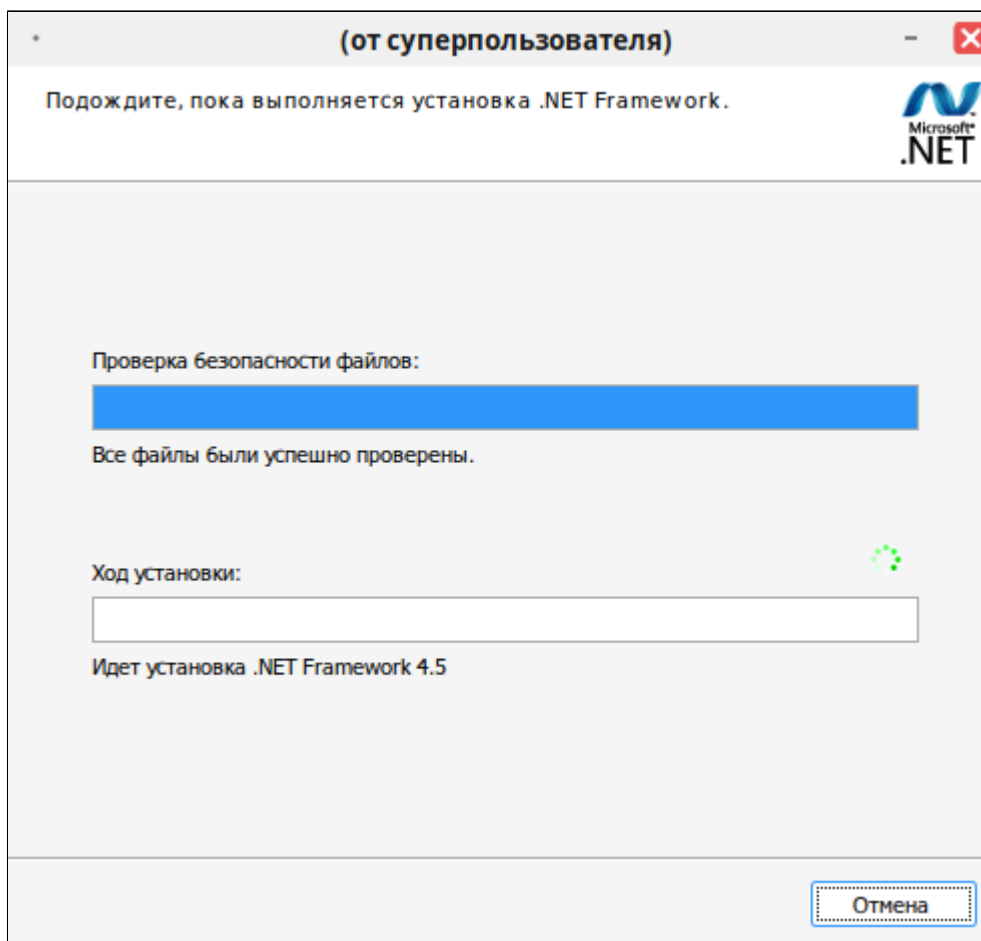 (от суперпользователя)
Подождите, пока выполняется установка .NET Framework.
Microsoft
.NET
Проверка безопасности файлов:
Все файлы были успешно проверены.
Ход установки:
Идет установка .NET Framework 4.5
Отмена